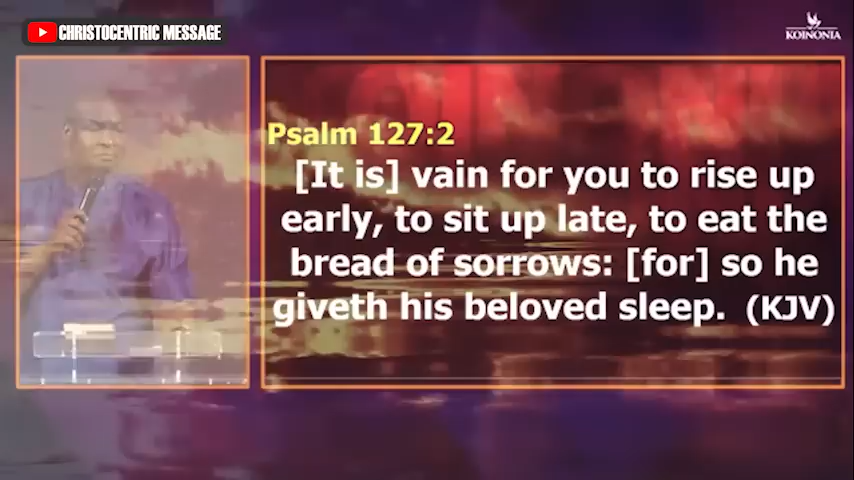 CHRISTOCENTRIC MESSAGE
KOINONIA
Psalm 127:2
[It is] vain for you to rise up
early, to sit up late, to eat the
bread of sorrows: [for] so he
giveth his beloved sleep. (KJV)